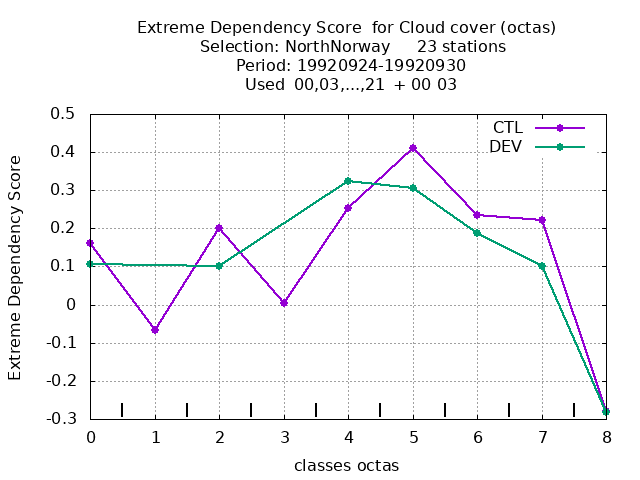 Extreme Dependency Score  for Cloud cover (octas)
Selection: NorthNorway     23 stations
Period: 19920924-19920930
Used  00,03,...,21  + 00 03
CTL
DEV
Extreme Dependency Score
0.5
0.4
0.3
0.2
0.1
0
-0.1
-0.2
-0.3
0 1 2 3 4 5 6 7 8
classes octas